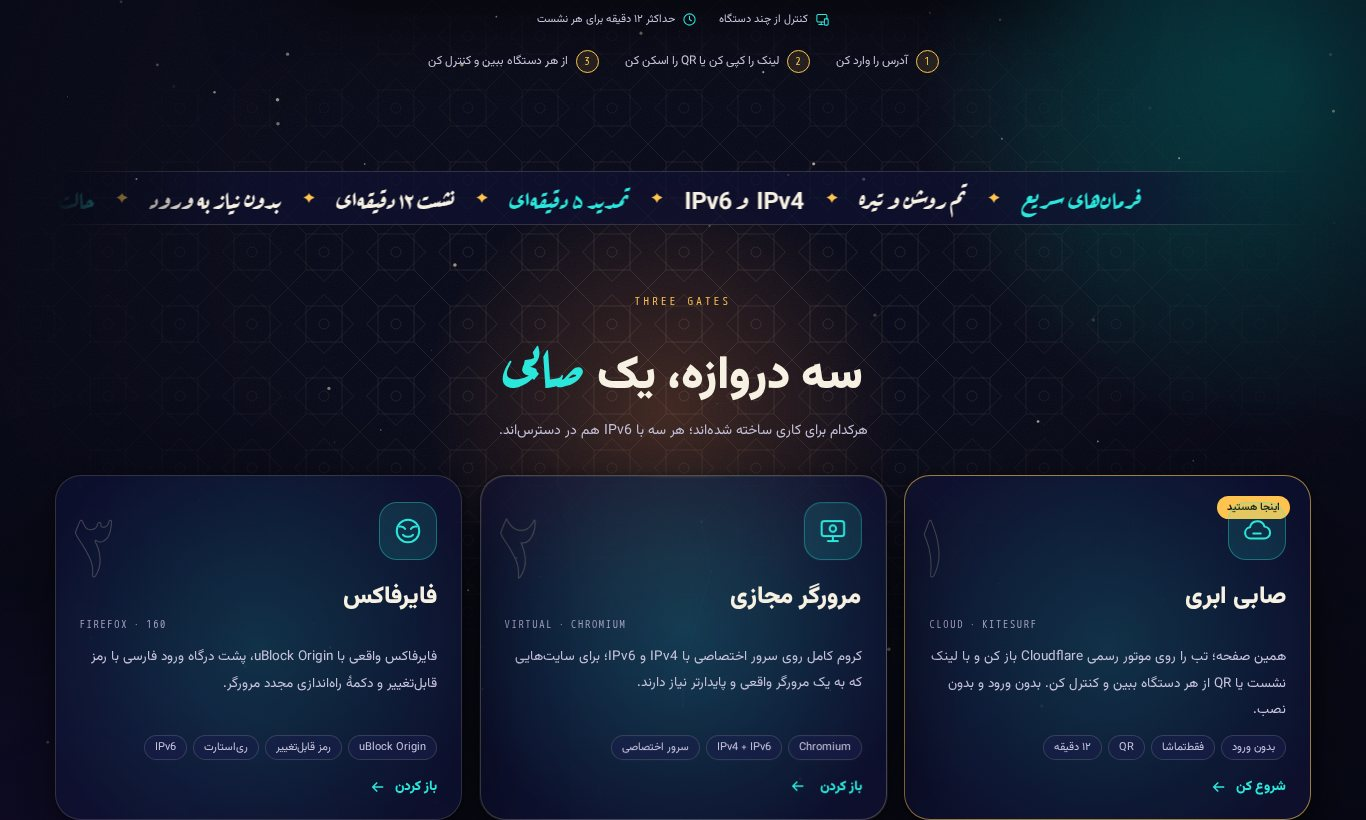 کنترل از چند دستگاه
حداکثر ۱۲ دقیقه برای هر نشست
1 آدرس را وارد کن
2 لینک را کپی کن یا QR را اسکن کن
3 از هر دستگاه ببین و کنترل کن
فرمان‌های سریع ✦ تم روشن و تیره ✦ IPv4 و IPv6 ✦ تمدید ۵ دقیقه‌ای ✦ نشست ۱۲ دقیقه‌ای ✦ بدون نیاز به ورود ✦ حالت
THREE GATES
سه دروازه، یک صابی
هرکدام برای کاری ساخته شده‌اند؛ هر سه با IPv6 هم در دسترس‌اند.
اینجا هستید
۱
صابی ابری
CLOUD · KITESURF
همین صفحه؛ تب را روی موتور رسمی Cloudflare باز کن و با لینک
نشست یا QR از هر دستگاه ببین و کنترل کن. بدون ورود و بدون
نصب.
بدون ورود
فقط‌تماشا
QR
۱۲ دقیقه
شروع کن ←
۲
مرورگر مجازی
VIRTUAL · CHROMIUM
کروم کامل روی سرور اختصاصی با IPv4 و IPv6؛ برای سایت‌هایی
که به یک مرورگر واقعی و پایدارتر نیاز دارند.
Chromium
IPv4 + IPv6
سرور اختصاصی
باز کردن ←
۳
فایرفاکس
FIREFOX · 160
فایرفاکس واقعی با uBlock Origin، پشت درگاه ورود فارسی با رمز
قابل‌تغییر و دکمهٔ راه‌اندازی مجدد مرورگر.
uBlock Origin
رمز قابل‌تغییر
ری‌استارت
IPv6
باز کردن ←